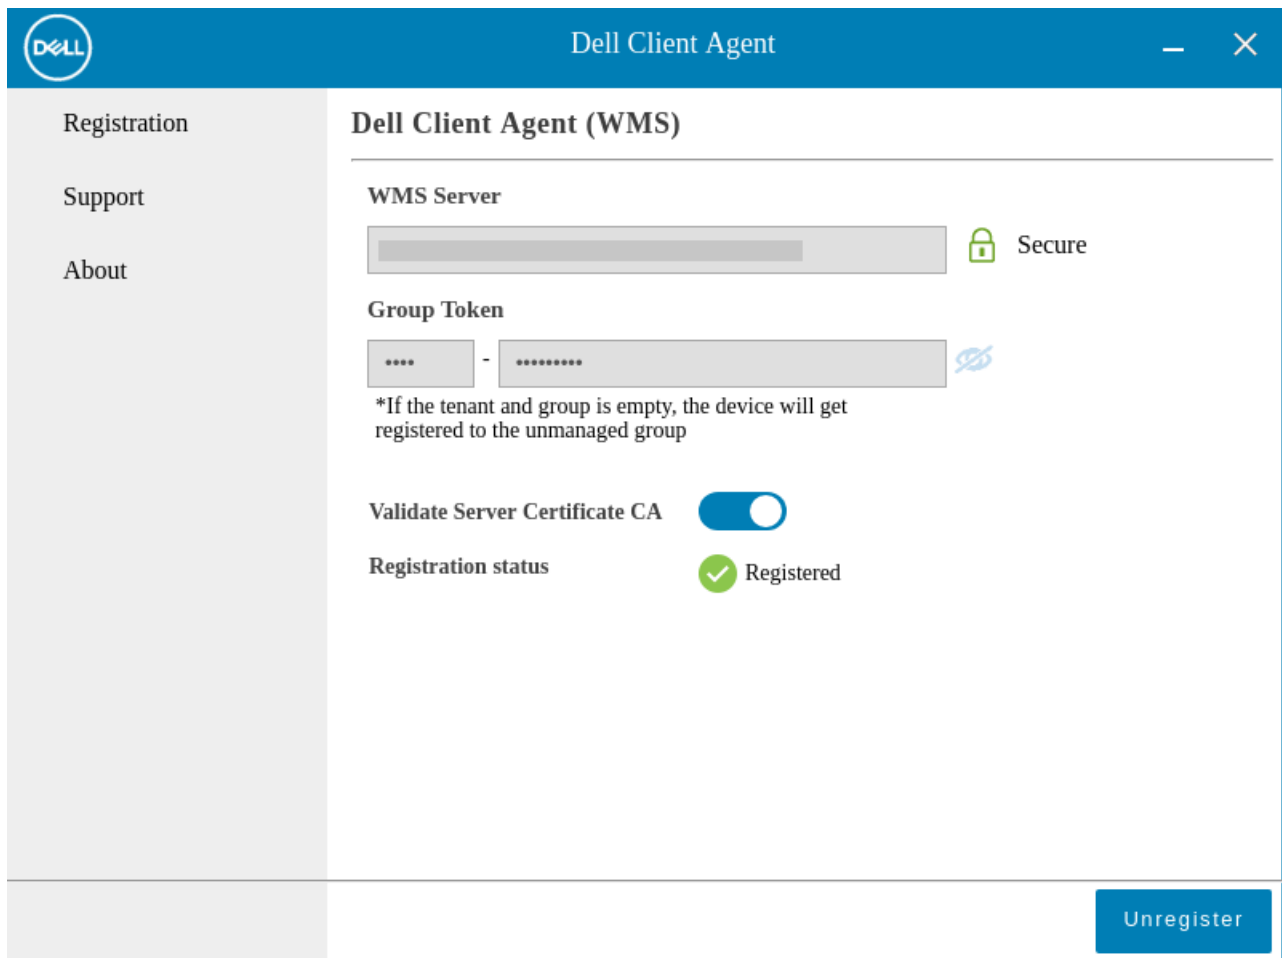 DELL
Dell Client Agent
Registration
Support
About
Dell Client Agent (WMS)
WMS Server
Secure
Group Token
•••• - •••••••••
*If the tenant and group is empty, the device will get
registered to the unmanaged group
Validate Server Certificate CA
Registration status
Registered
Unregister